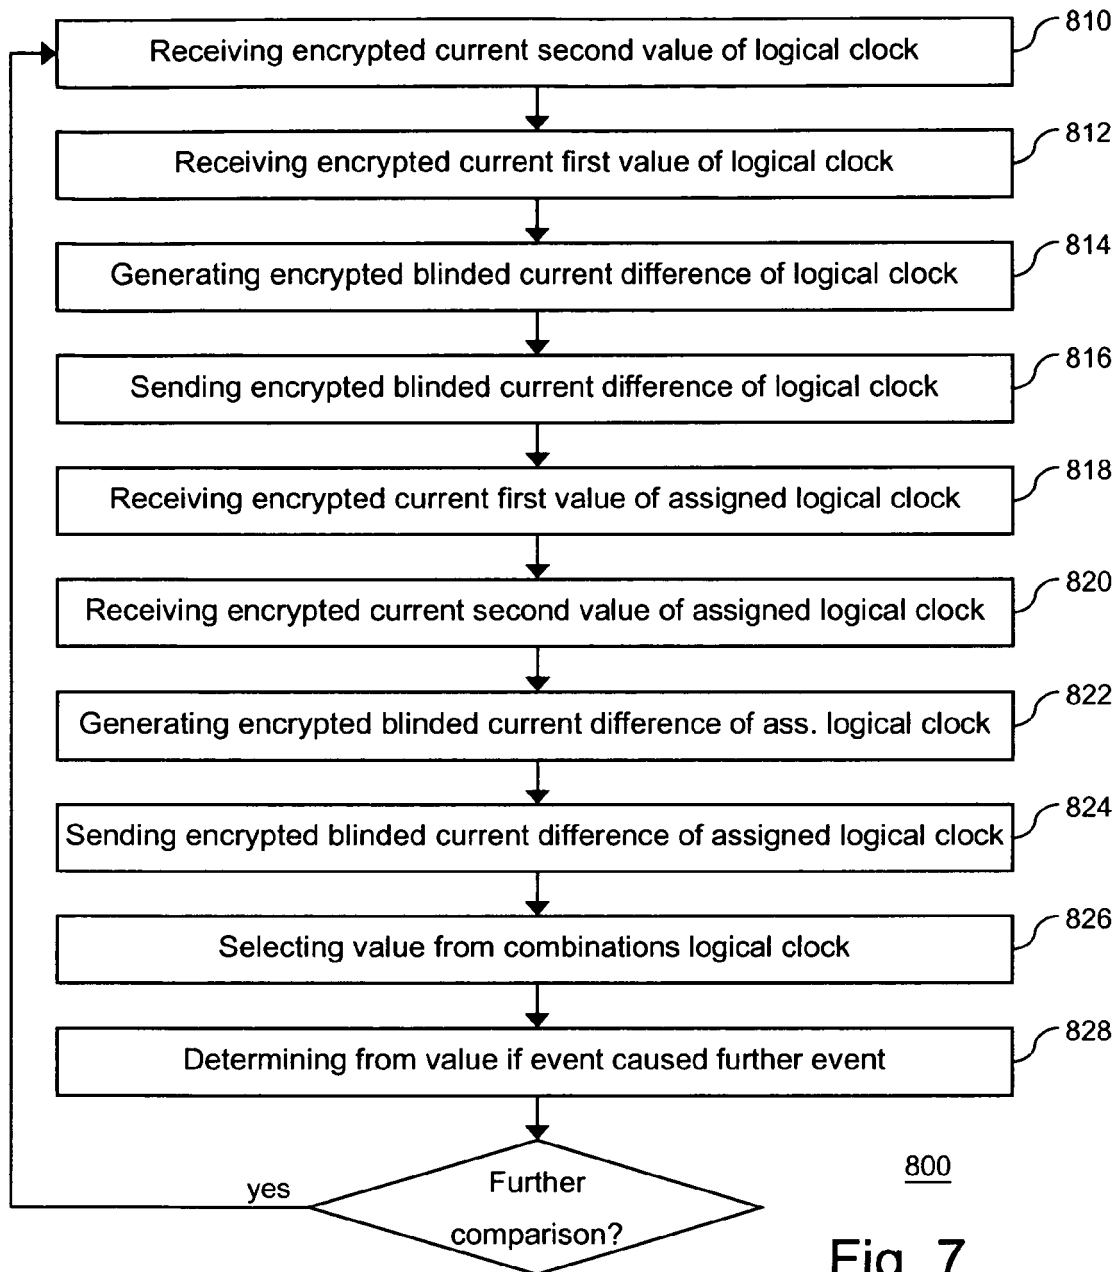 Receiving encrypted current second value of logical clock
810
Receiving encrypted current first value of logical clock
812
Generating encrypted blinded current difference of logical clock
814
Sending encrypted blinded current difference of logical clock
816
Receiving encrypted current first value of assigned logical clock
818
Receiving encrypted current second value of assigned logical clock
820
Generating encrypted blinded current difference of ass. logical clock
822
Sending encrypted blinded current difference of assigned logical clock
824
Selecting value from combinations logical clock
826
Determining from value if event caused further event
828
yes
Further
comparison?
800
Fig. 7